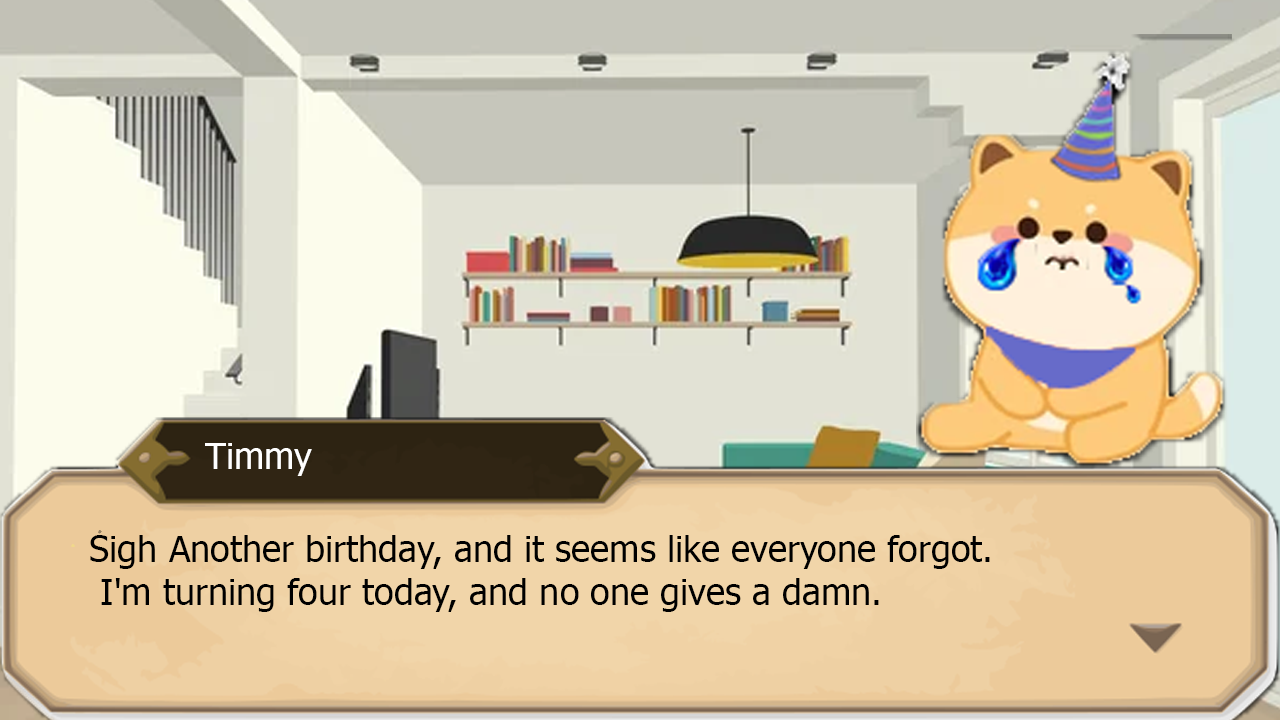 Timmy
Sigh Another birthday, and it seems like everyone forgot.
I'm turning four today, and no one gives a damn.